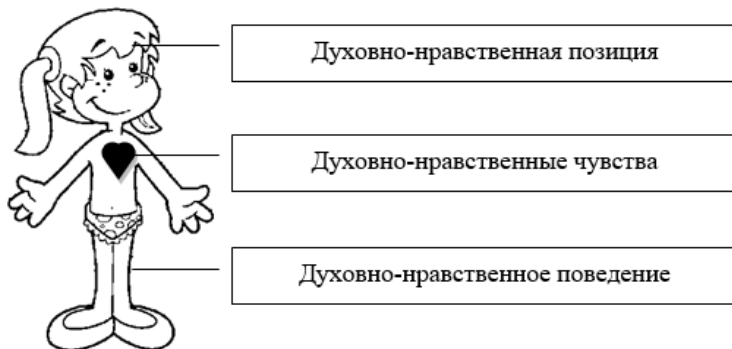 Духовно-нравственная позиция
Духовно-нравственные чувства
Духовно-нравственное поведение